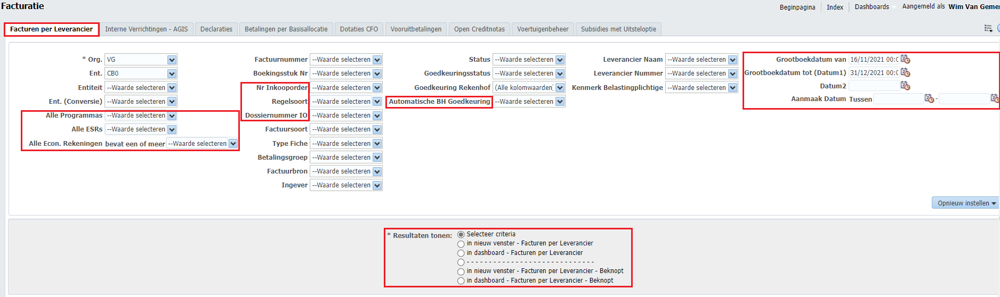 Facturatie
Beginpagina Index Dashboards Aangemeld als Wim Van Gemer
Facturen per Leverancier Interne Verrichtingen - AGIS Declaraties Betalingen per Basisallocatie Dotaties CFO Vooruitbetalingen Open Creditnotas Voertuigenbeheer Subsidies met Uitsteloptie
* Org. VG
Ent. CB0
Entiteit --Waarde selecteren
Ent. (Conversie) --Waarde selecteren
Alle Programmas --Waarde selecteren
Alle ESRs --Waarde selecteren
Alle Econ. Rekeningen bevat een of meer --Waarde selecteren
Factuurnummer --Waarde selecteren
Boekingsstuk Nr --Waarde selecteren
Nr Inkooporder --Waarde selecteren
Regelsoort --Waarde selecteren
Dossiernummer IO --Waarde selecteren
Factuursoort --Waarde selecteren
Type Fiche --Waarde selecteren
Betalingsgroep --Waarde selecteren
Factuurbron --Waarde selecteren
Ingever --Waarde selecteren
Status --Waarde selecteren
Goedkeuringsstatus --Waarde selecteren
Goedkeuring Rekenhof (Alle kolomwaarden)
Automatische BH Goedkeuring --Waarde selecteren
Leverancier Naam --Waarde selecteren
Leverancier Nummer --Waarde selecteren
Kenmerk Belastingplichtige --Waarde selecteren
Grootboekdatum van 16/11/2021 00:0
Grootboekdatum tot (Datum1) 31/12/2021 00:0
Datum2
Aanmaak Datum Tussen -
Opnieuw instellen
* Resultaten tonen: Selecteer criteria
in nieuw venster - Facturen per Leverancier
in dashboard - Facturen per Leverancier
- - - - - - - - - - - - - - - - - - - - - - - - - - - - -
in nieuw venster - Facturen per Leverancier - Beknopt
in dashboard - Facturen per Leverancier - Beknopt